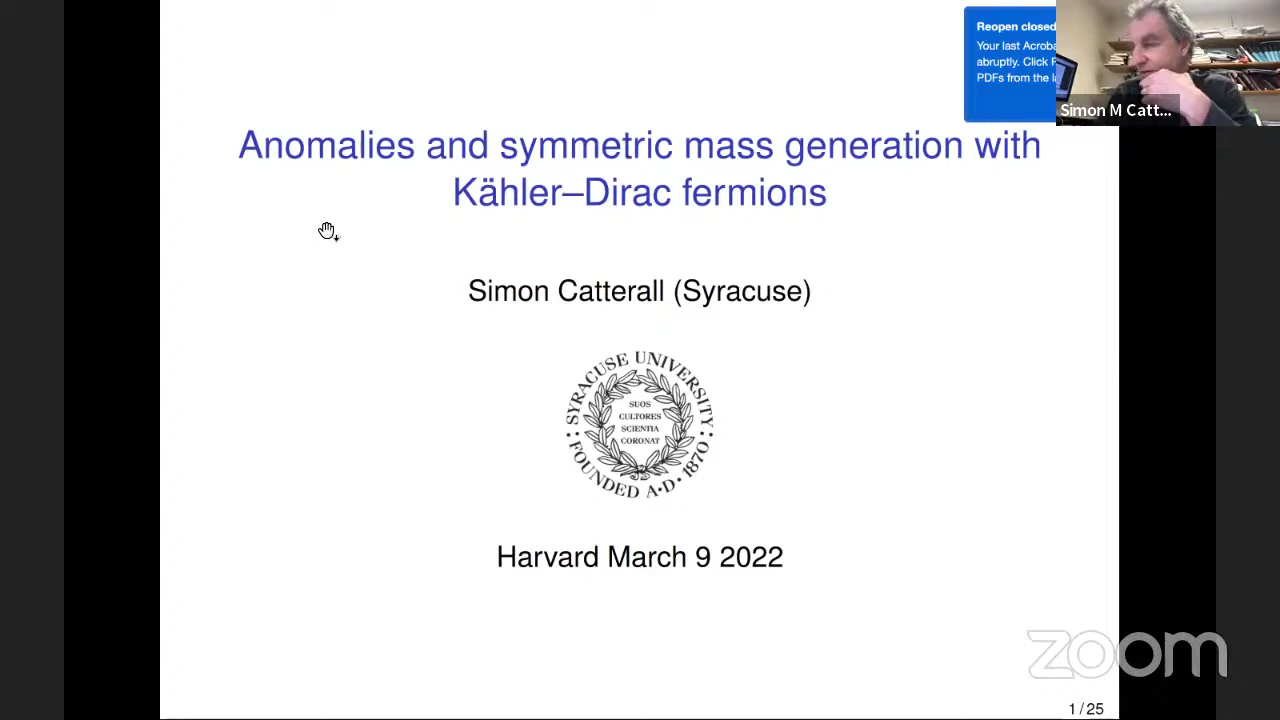 Reopen closed
Your last Acroba
abruptly. Click
PDFs from the la
Simon M Catt...
Anomalies and symmetric mass generation with
Kähler–Dirac fermions
Simon Catterall (Syracuse)
SYRACUSE UNIVERSITY
SUOS
CULTORES
SCIENTIA
CORONAT
FOUNDED A·D·1870
Harvard March 9 2022
zoom
1 / 25